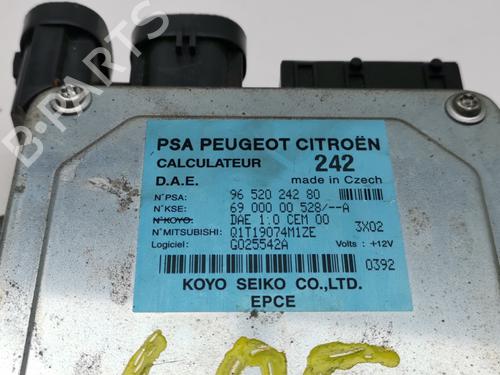 B-PARTS
PSA PEUGEOT CITROËN
CALCULATEUR 242
D.A.E. made in Czech
N°PSA: 96 520 242 80
N°KSE: 69 000 00 528/--A
N°KOYO: DAE 1.0 CEM 00
N°MITSUBISHI: Q1T19074M1ZE 3X02
Logiciel: G025542A Volts : +12V
0392
KOYO SEIKO CO.,LTD.
EPCE